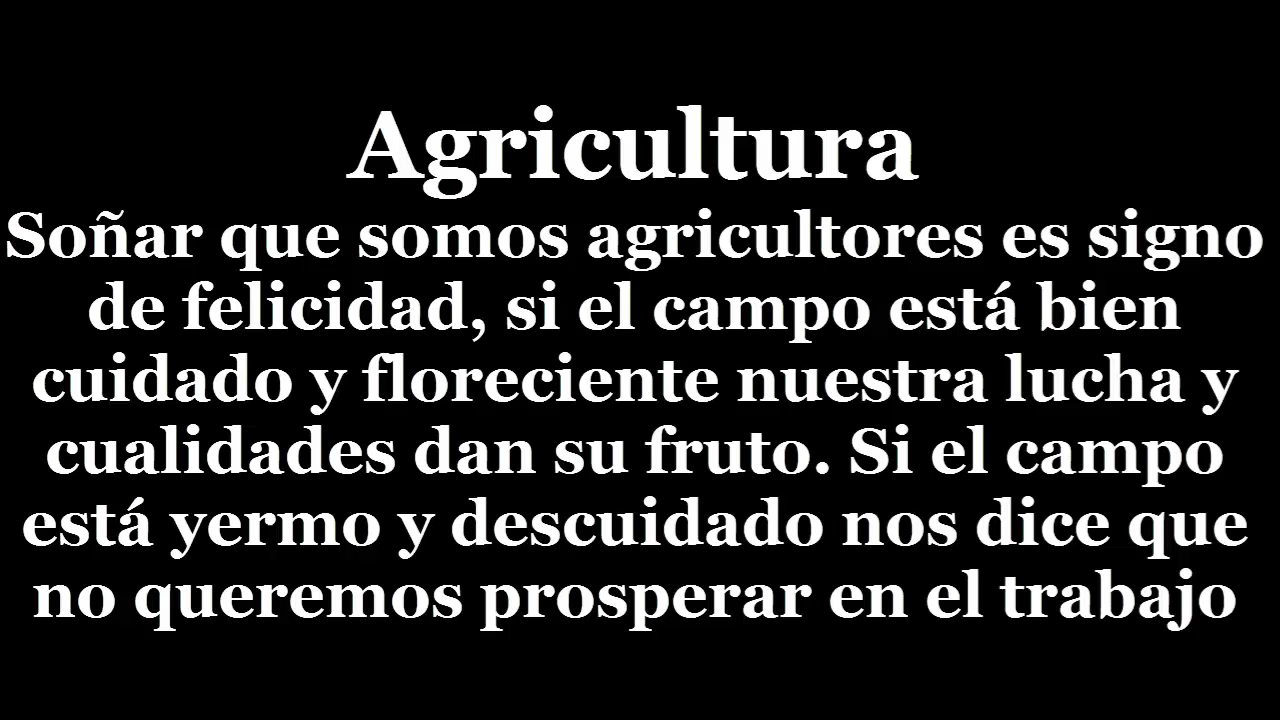 Agricultura
Soñar que somos agricultores es signo
de felicidad, si el campo está bien
cuidado y floreciente nuestra lucha y
cualidades dan su fruto. Si el campo
está yermo y descuidado nos dice que
no queremos prosperar en el trabajo